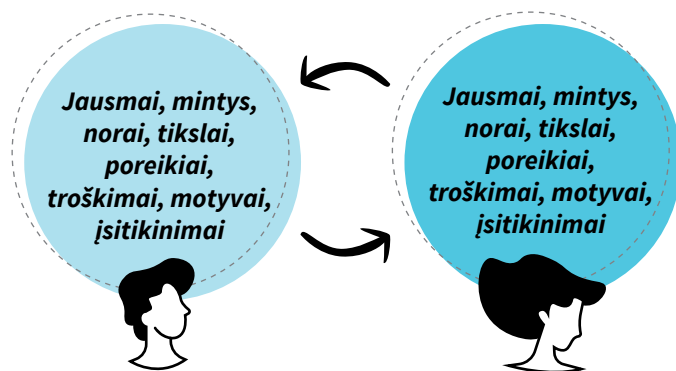 Jausmai, mintys,
norai, tikslai,
poreikiai,
troškimai, motyvai,
įsitikinimai
Jausmai, mintys,
norai, tikslai,
poreikiai,
troškimai, motyvai,
įsitikinimai